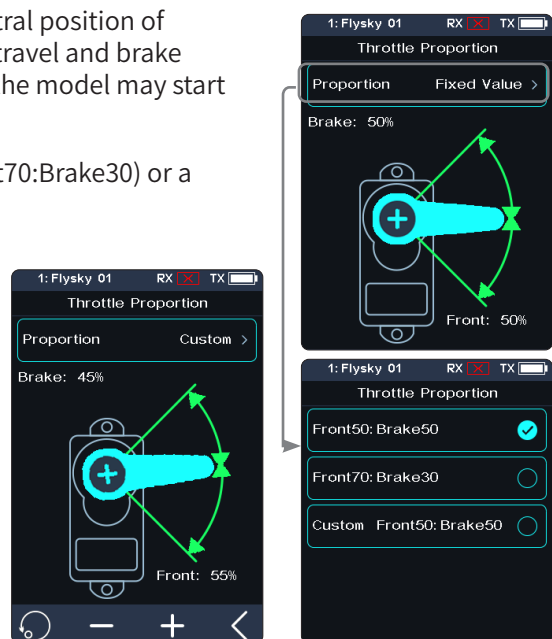 tral position of
travel and brake
the model may start
t70:Brake30) or a
1: Flysky 01 RX TX
Throttle Proportion
Proportion Fixed Value >
Brake: 50%
Front: 50%
1: Flysky 01 RX TX
Throttle Proportion
Proportion Custom >
Brake: 45%
Front: 55%
1: Flysky 01 RX TX
Throttle Proportion
Front50: Brake50
Front70: Brake30
Custom Front50: Brake50